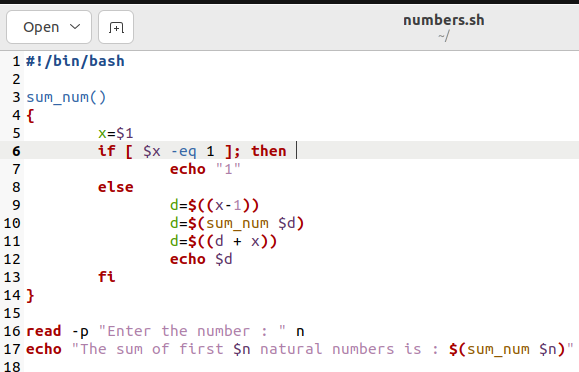 Open numbers.sh
~/
1 #!/bin/bash
2
3 sum_num()
4 {
5 x=$1
6 if [ $x -eq 1 ]; then
7 echo "1"
8 else
9 d=$((x-1))
10 d=$(sum_num $d)
11 d=$((d + x))
12 echo $d
13 fi
14 }
15
16 read -p "Enter the number : " n
17 echo "The sum of first $n natural numbers is : $(sum_num $n)"
18